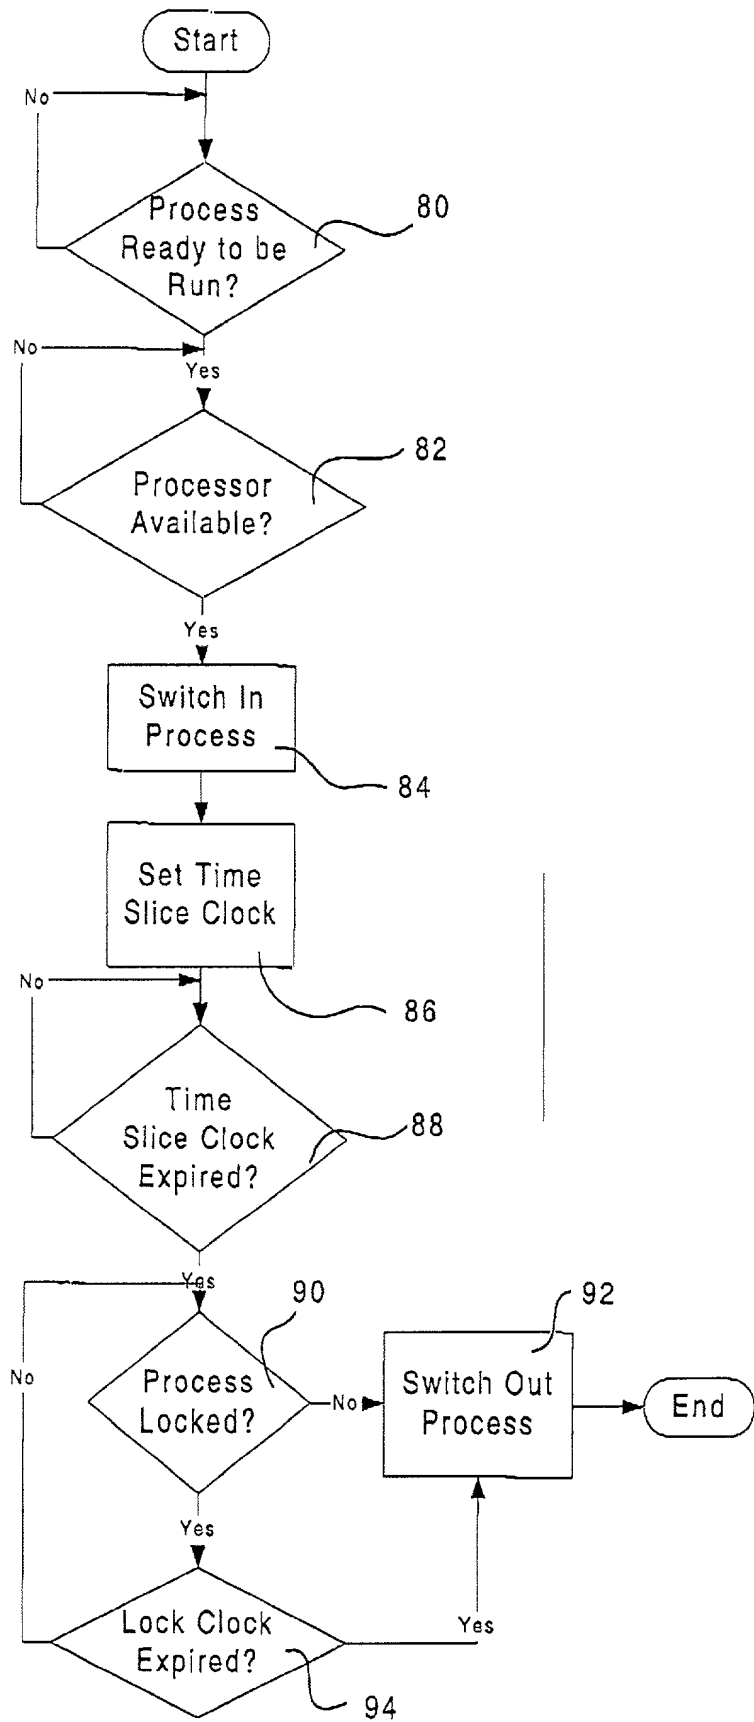 Start
No
Process
Ready to be
Run?
80
No
Yes
Processor
Available?
82
Yes
Switch In
Process
84
Set Time
Slice Clock
86
No
Time
Slice Clock
Expired?
88
Yes
90
92
No
Process
Locked?
No
Switch Out
Process
End
Yes
Lock Clock
Expired?
Yes
94